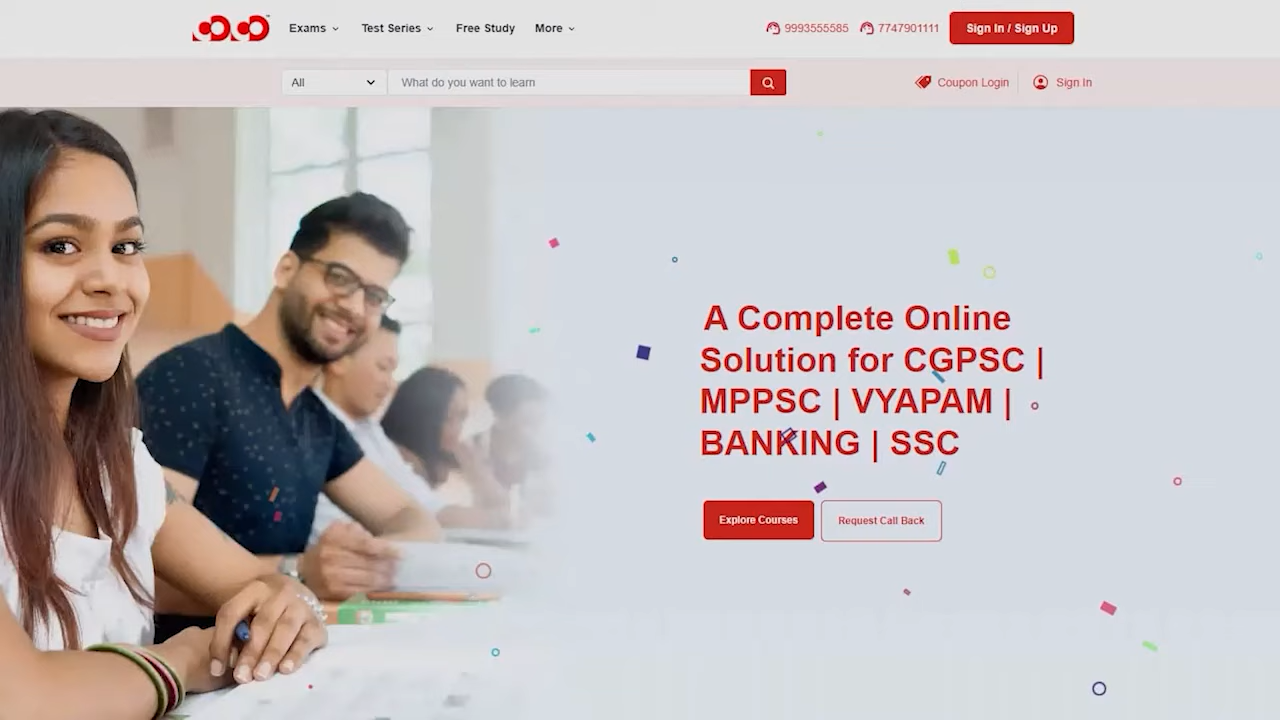 Exams
Test Series
Free Study
More
9993555585
7747901111
Sign In / Sign Up
All
What do you want to learn
Coupon Login
Sign In
A Complete Online
Solution for CGPSC |
MPPSC | VYAPAM |
BANKING | SSC
Explore Courses
Request Call Back